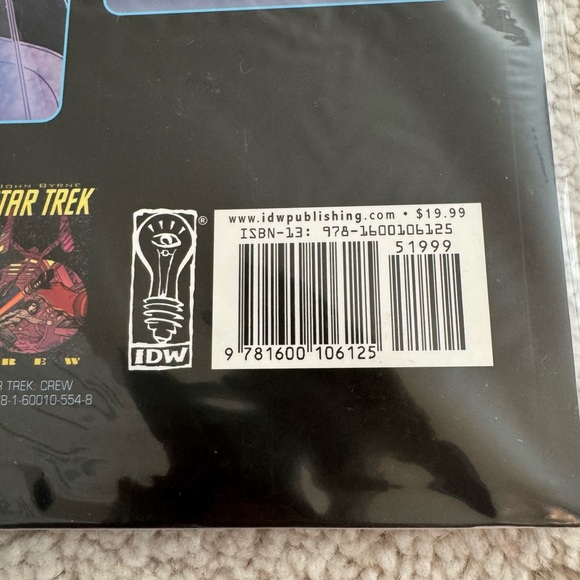 JOHN BYRNE
STAR TREK
CREW
R TREK: CREW
8-1-60010-554-8
IDW
®
www.idwpublishing.com • $19.99
ISBN-13: 978-1600106125
51999
9 781600 106125